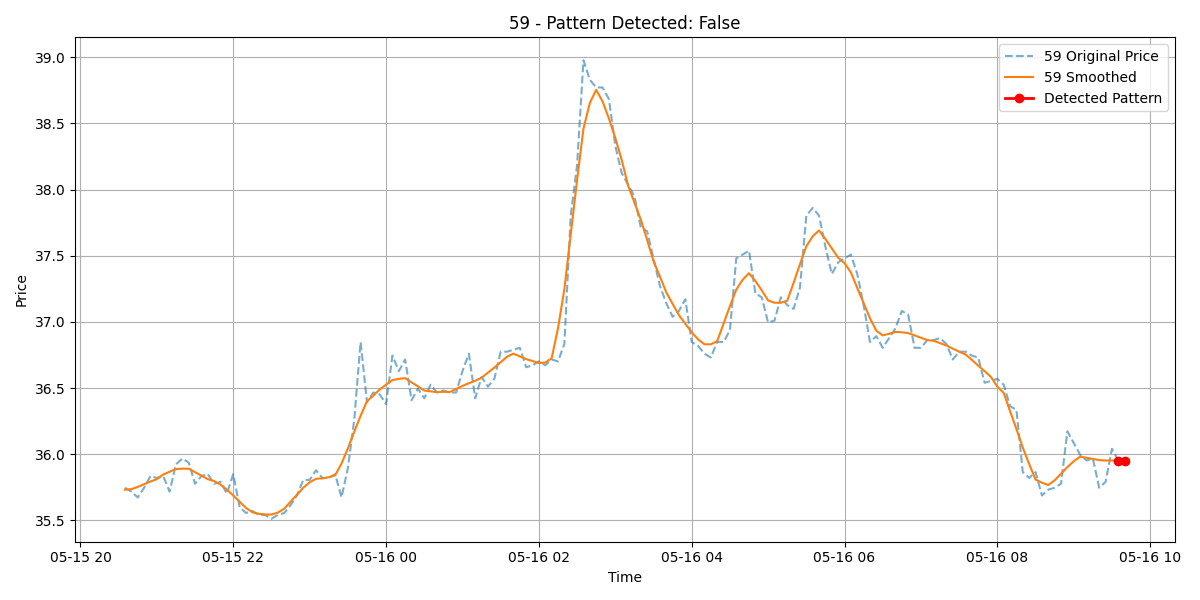 59 - Pattern Detected: False
59 Original Price
59 Smoothed
Detected Pattern
Price
39.0
38.5
38.0
37.5
37.0
36.5
36.0
35.5
05-15 20
05-15 22
05-16 00
05-16 02
05-16 04
05-16 06
05-16 08
05-16 10
Time